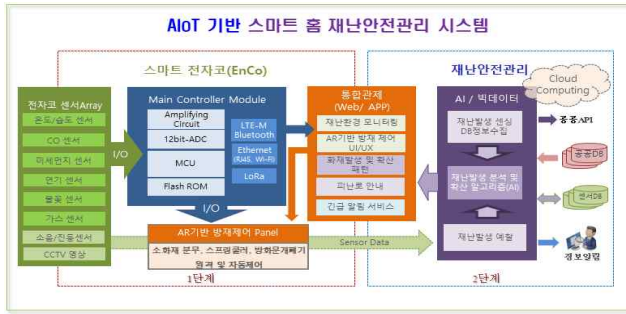 AIoT 기반 스마트 홈 재난안전관리 시스템
스마트 전자코(EnCo)
재난안전관리
전자코 센서Array
온도/습도 센서
CO 센서
미세먼지 센서
연기 센서
불꽃 센서
가스 센서
소음/진동센서
CCTV 영상
I/O
Main Controller Module
Amplifying
Circuit
12bit-ADC
MCU
Flash ROM
LTE-M
Bluetooth
Ethernet
(RJ45, Wi-Fi)
LoRa
I/O
AR기반 방재제어 Panel
소화재 분무, 스프링쿨러, 방화문개폐기
원격 및 자동제어
1단계
통합관제
(Web/ APP)
재난환경 모니터링
AR기반 방재 제어
UI/UX
화재발생 및 확산
패턴
피난로 안내
긴급 알림 서비스
Sensor Data
AI / 빅데이터
재난발생 센싱
DB정보수집
재난발생 분석 및
확산 알고리즘(AI)
재난발생 예찰
2단계
Cloud
Computing
공공API
공공DB
센서DB
경보알림